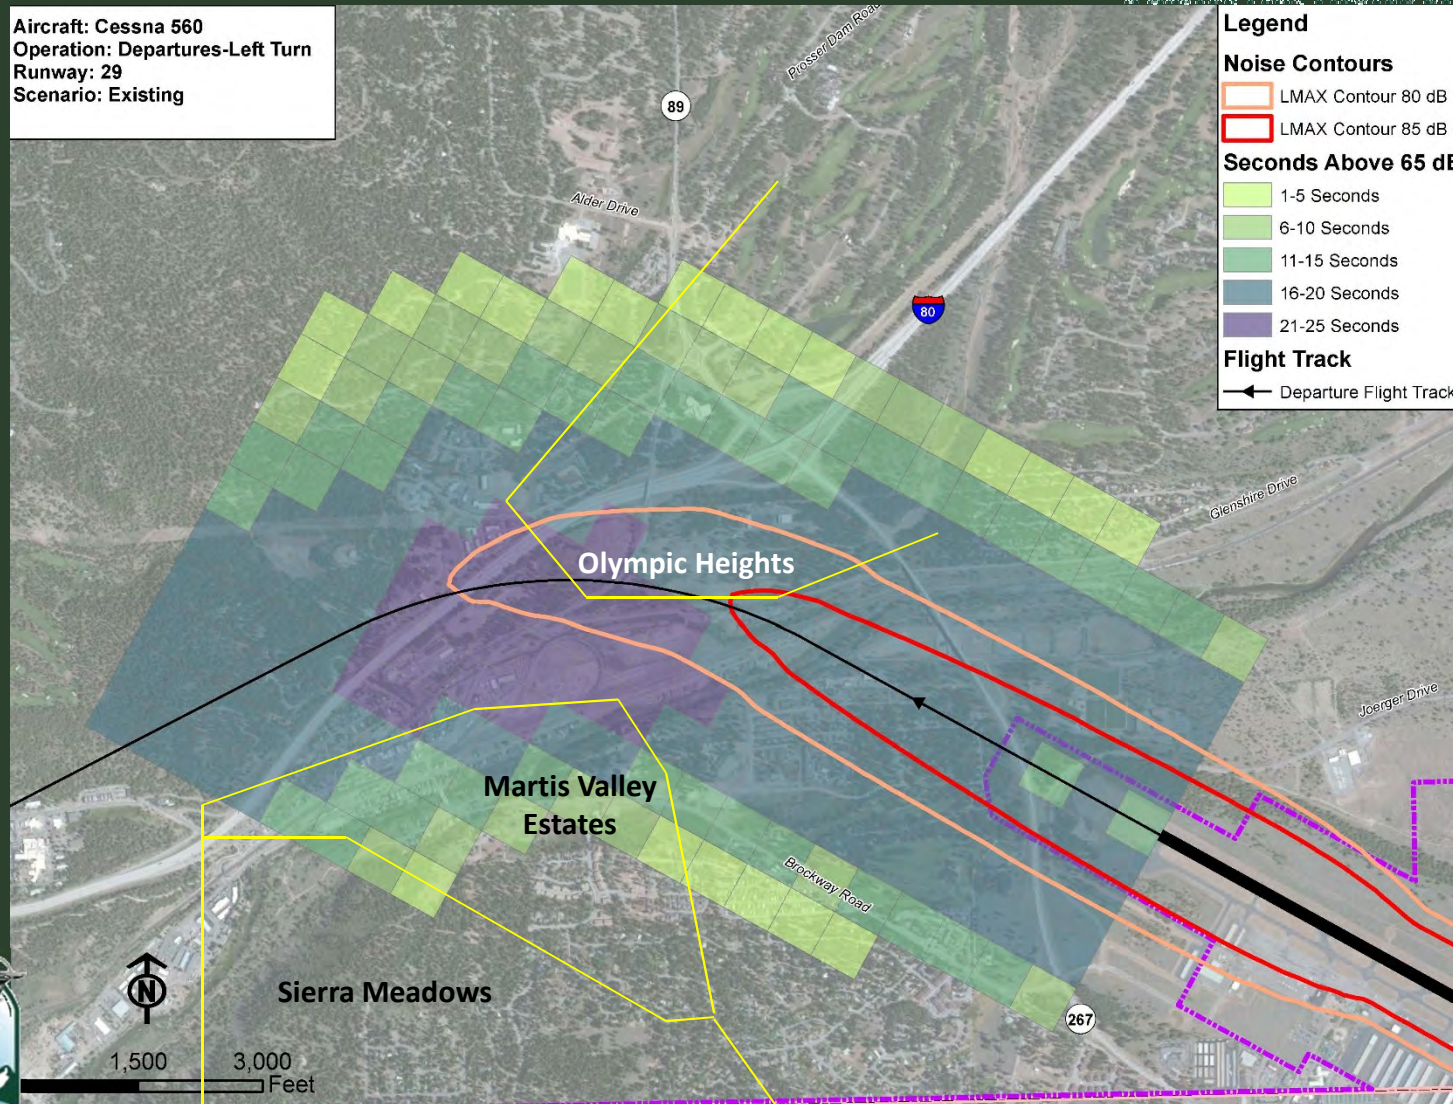 Aircraft: Cessna 560
Operation: Departures-Left Turn
Runway: 29
Scenario: Existing
Legend
Noise Contours
LMAX Contour 80 dB
LMAX Contour 85 dB
Seconds Above 65 dB
1-5 Seconds
6-10 Seconds
11-15 Seconds
16-20 Seconds
21-25 Seconds
Flight Track
Departure Flight Track
Prosser Dam Road
89
Alder Drive
80
Glenshire Drive
Olympic Heights
Joerger Drive
Martis Valley
Estates
Brockway Road
Sierra Meadows
N
267
1,500 3,000
Feet